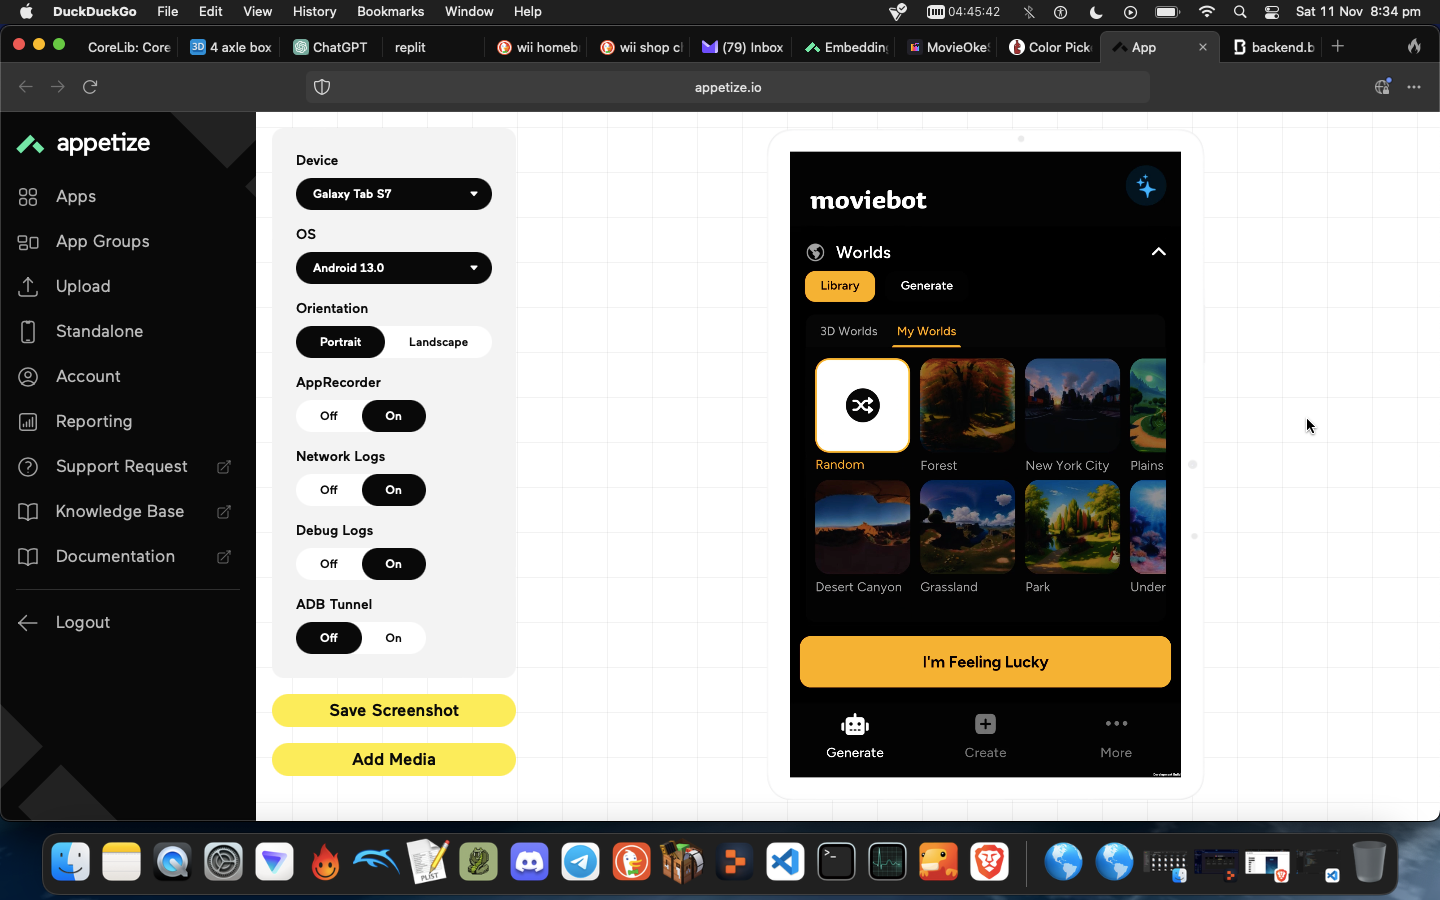 DuckDuckGo File Edit View History Bookmarks Window Help 04:45:42 Sat 11 Nov 8:34 pm
CoreLib: Core 3D 4 axle box ChatGPT replit wii homeb wii shop c (79) Inbox Embedding MovieOke Color Pick App backend.b
appetize.io
appetize
Apps
App Groups
Upload
Standalone
Account
Reporting
Support Request
Knowledge Base
Documentation
Logout
Device
Galaxy Tab S7
OS
Android 13.0
Orientation
Portrait Landscape
AppRecorder
Off On
Network Logs
Off On
Debug Logs
Off On
ADB Tunnel
Off On
Save Screenshot
Add Media
moviebot
Worlds
Library Generate
3D Worlds My Worlds
Random Forest New York City Plains
Desert Canyon Grassland Park Under
I'm Feeling Lucky
Generate Create More
Development Build
PLIST